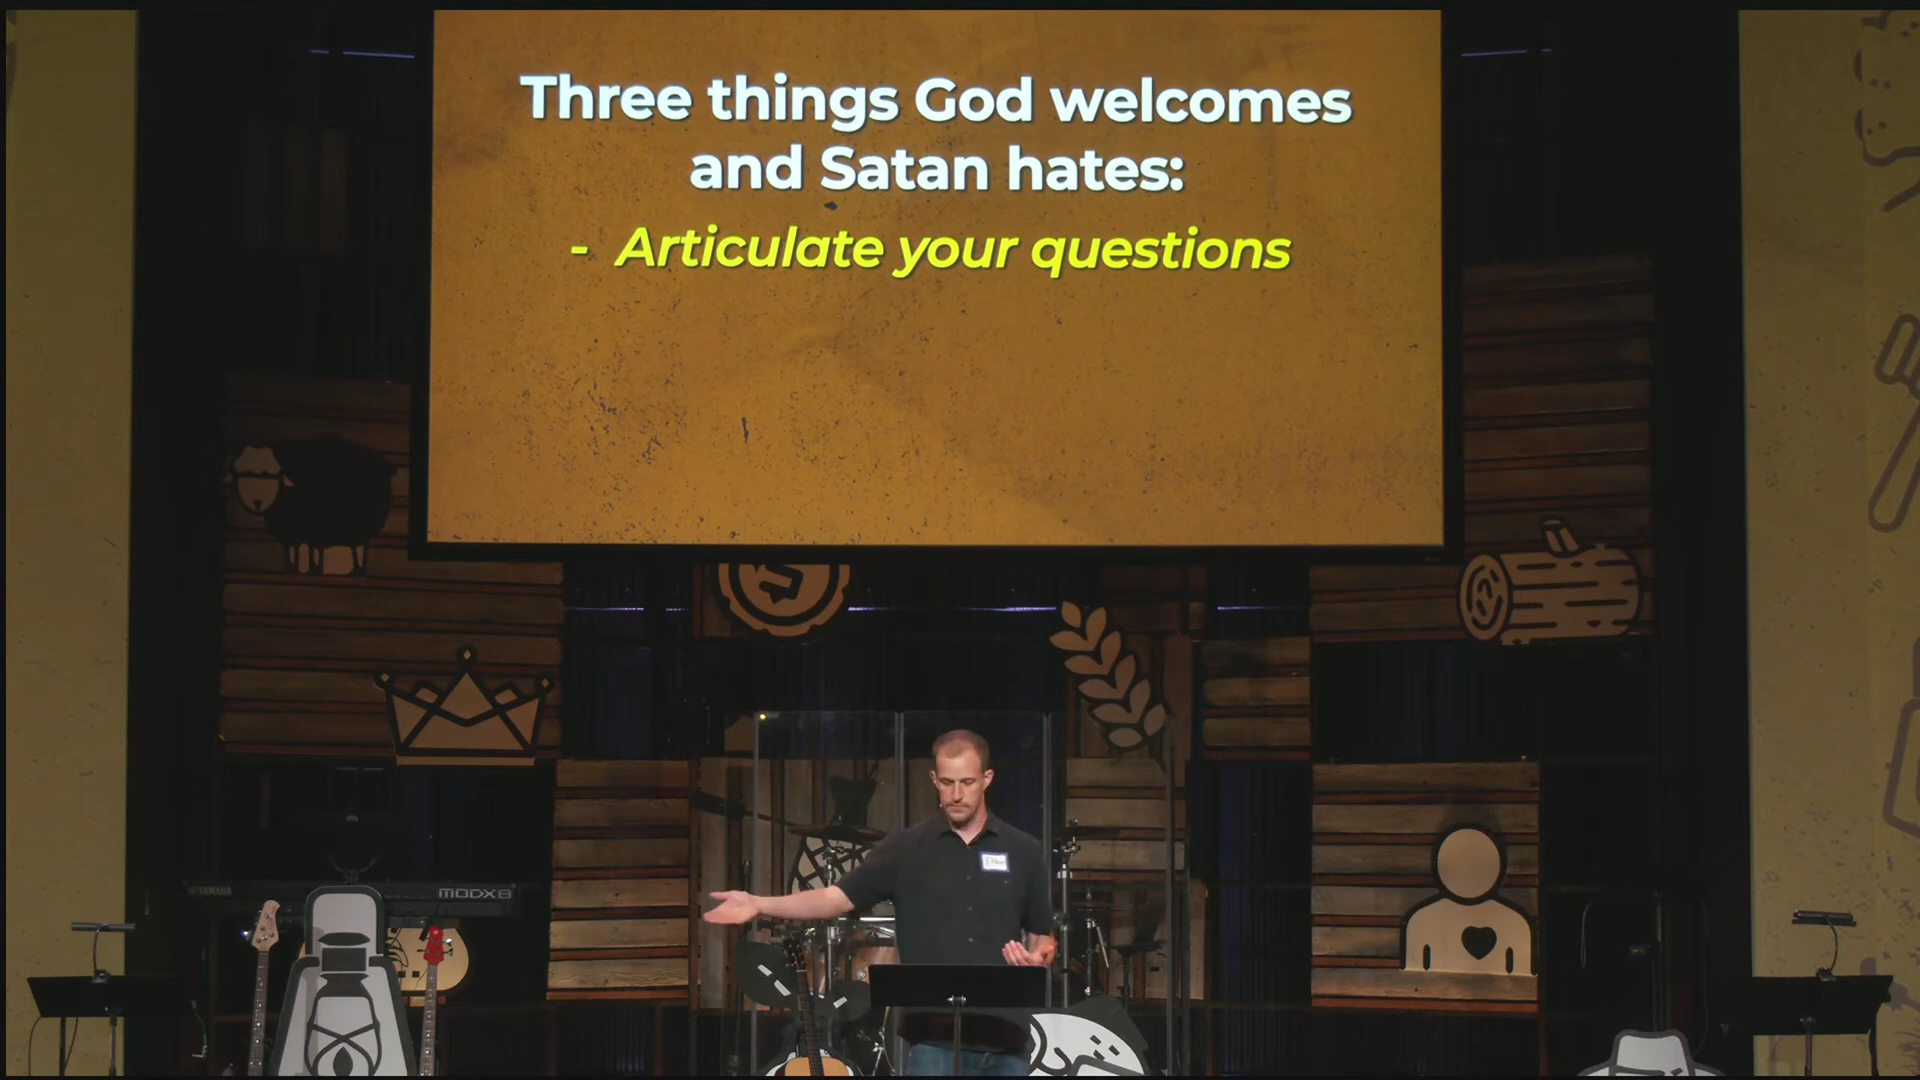 Three things God welcomes
and Satan hates:
- Articulate your questions
YAMAHA
MODX8